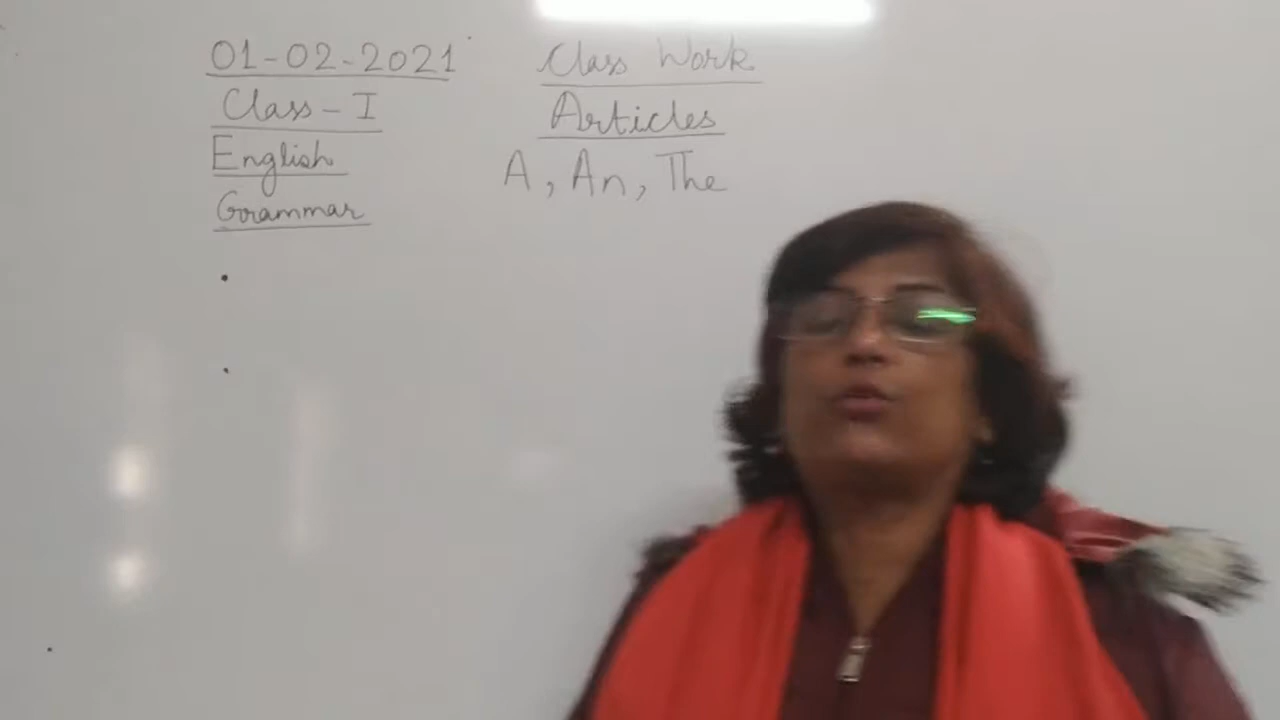 01-02-2021
Class - I
English
Grammar
Class Work
Articles
A, An, The